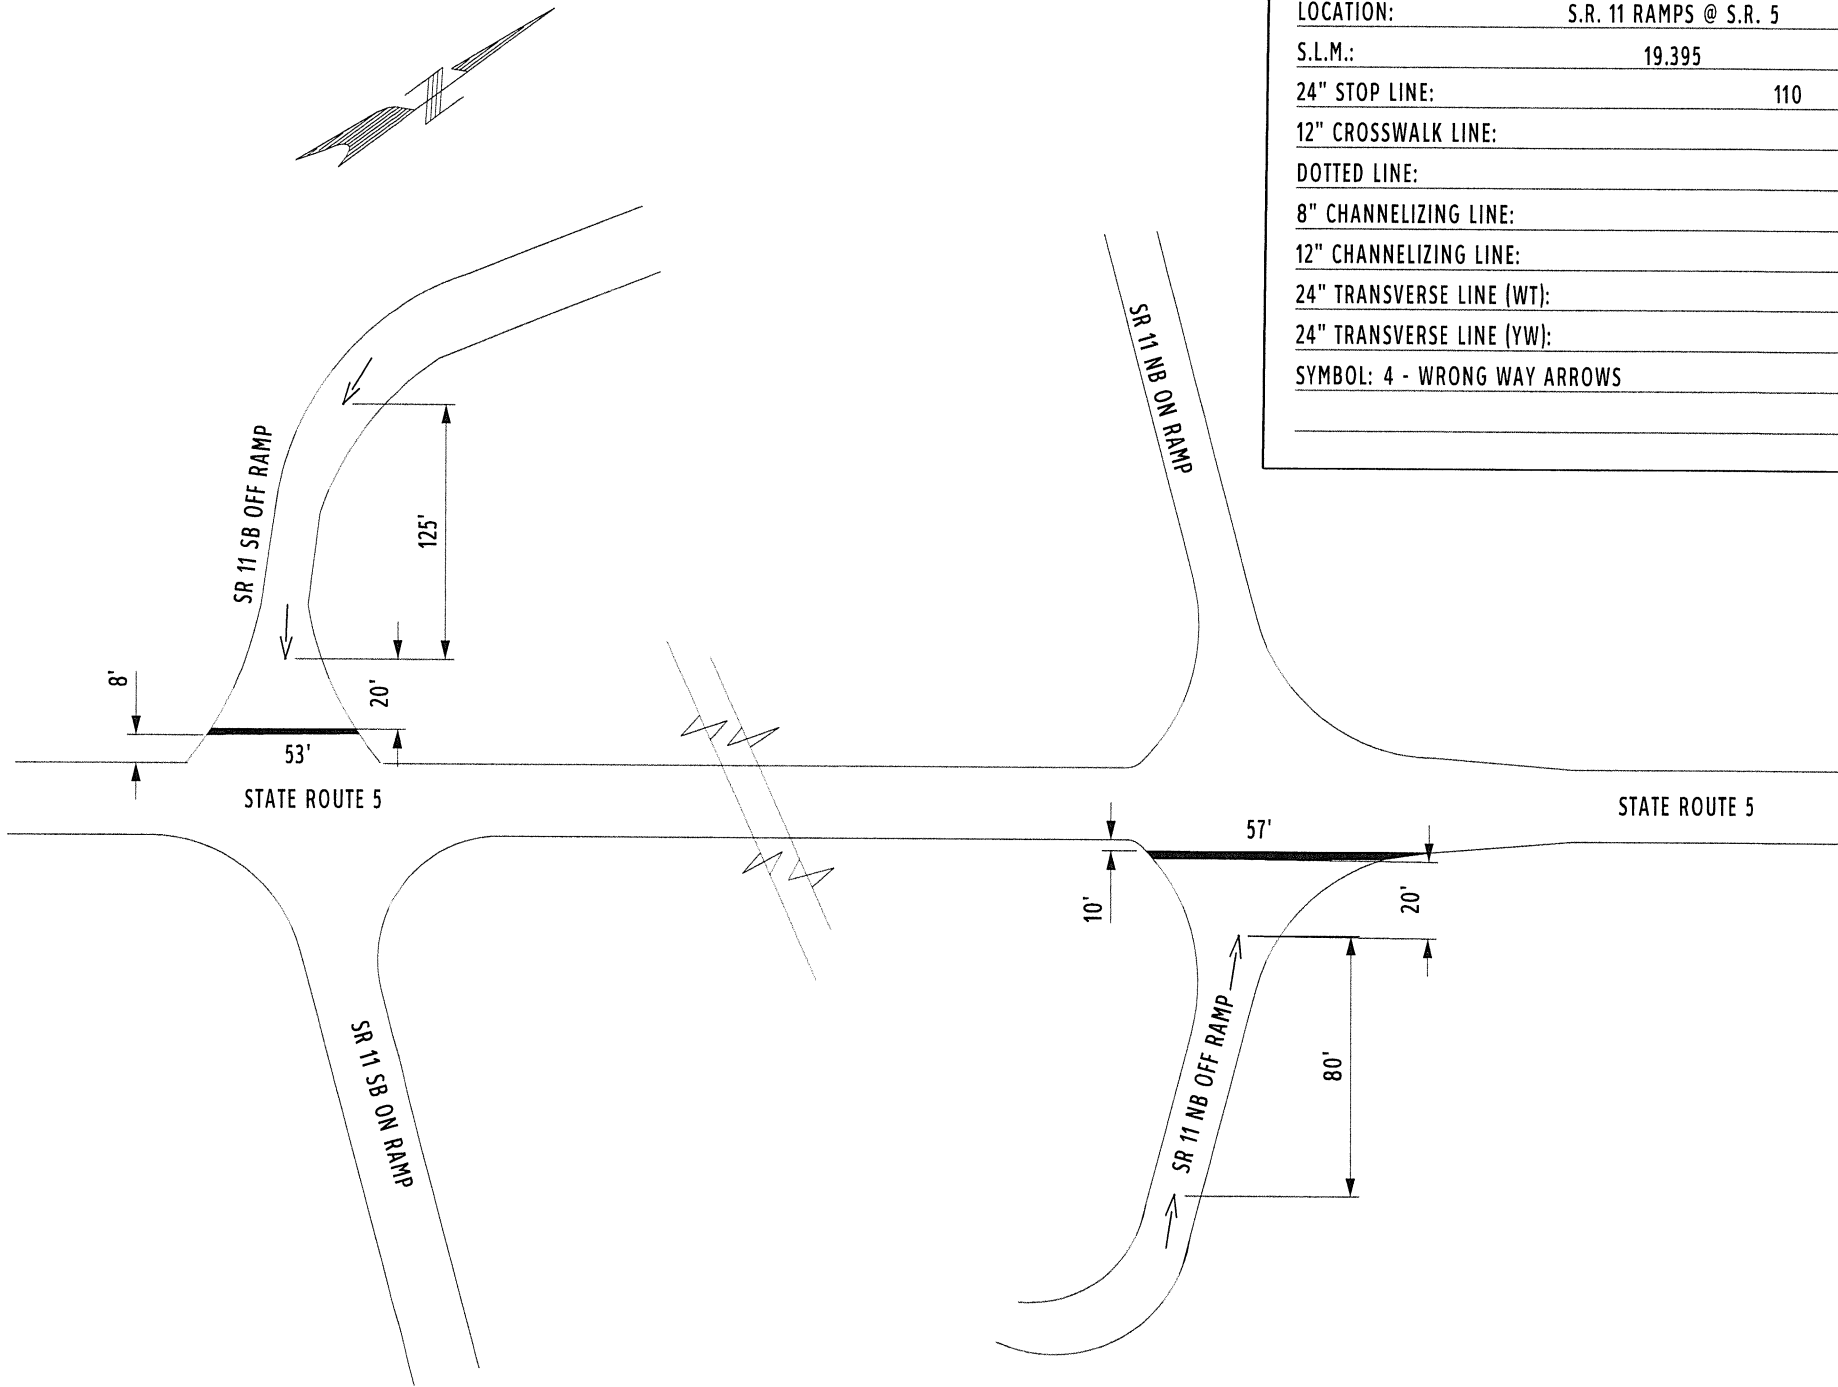 LOCATION: S.R. 11 RAMPS @ S.R. 5
S.L.M.: 19.395
24" STOP LINE: 110
12" CROSSWALK LINE:
DOTTED LINE:
8" CHANNELIZING LINE:
12" CHANNELIZING LINE:
24" TRANSVERSE LINE (WT):
24" TRANSVERSE LINE (YW):
SYMBOL: 4 - WRONG WAY ARROWS
N
SR 11 SB OFF RAMP
125'
8'
20'
53'
STATE ROUTE 5
SR 11 SB ON RAMP
SR 11 NB ON RAMP
STATE ROUTE 5
57'
10'
20'
SR 11 NB OFF RAMP
80'